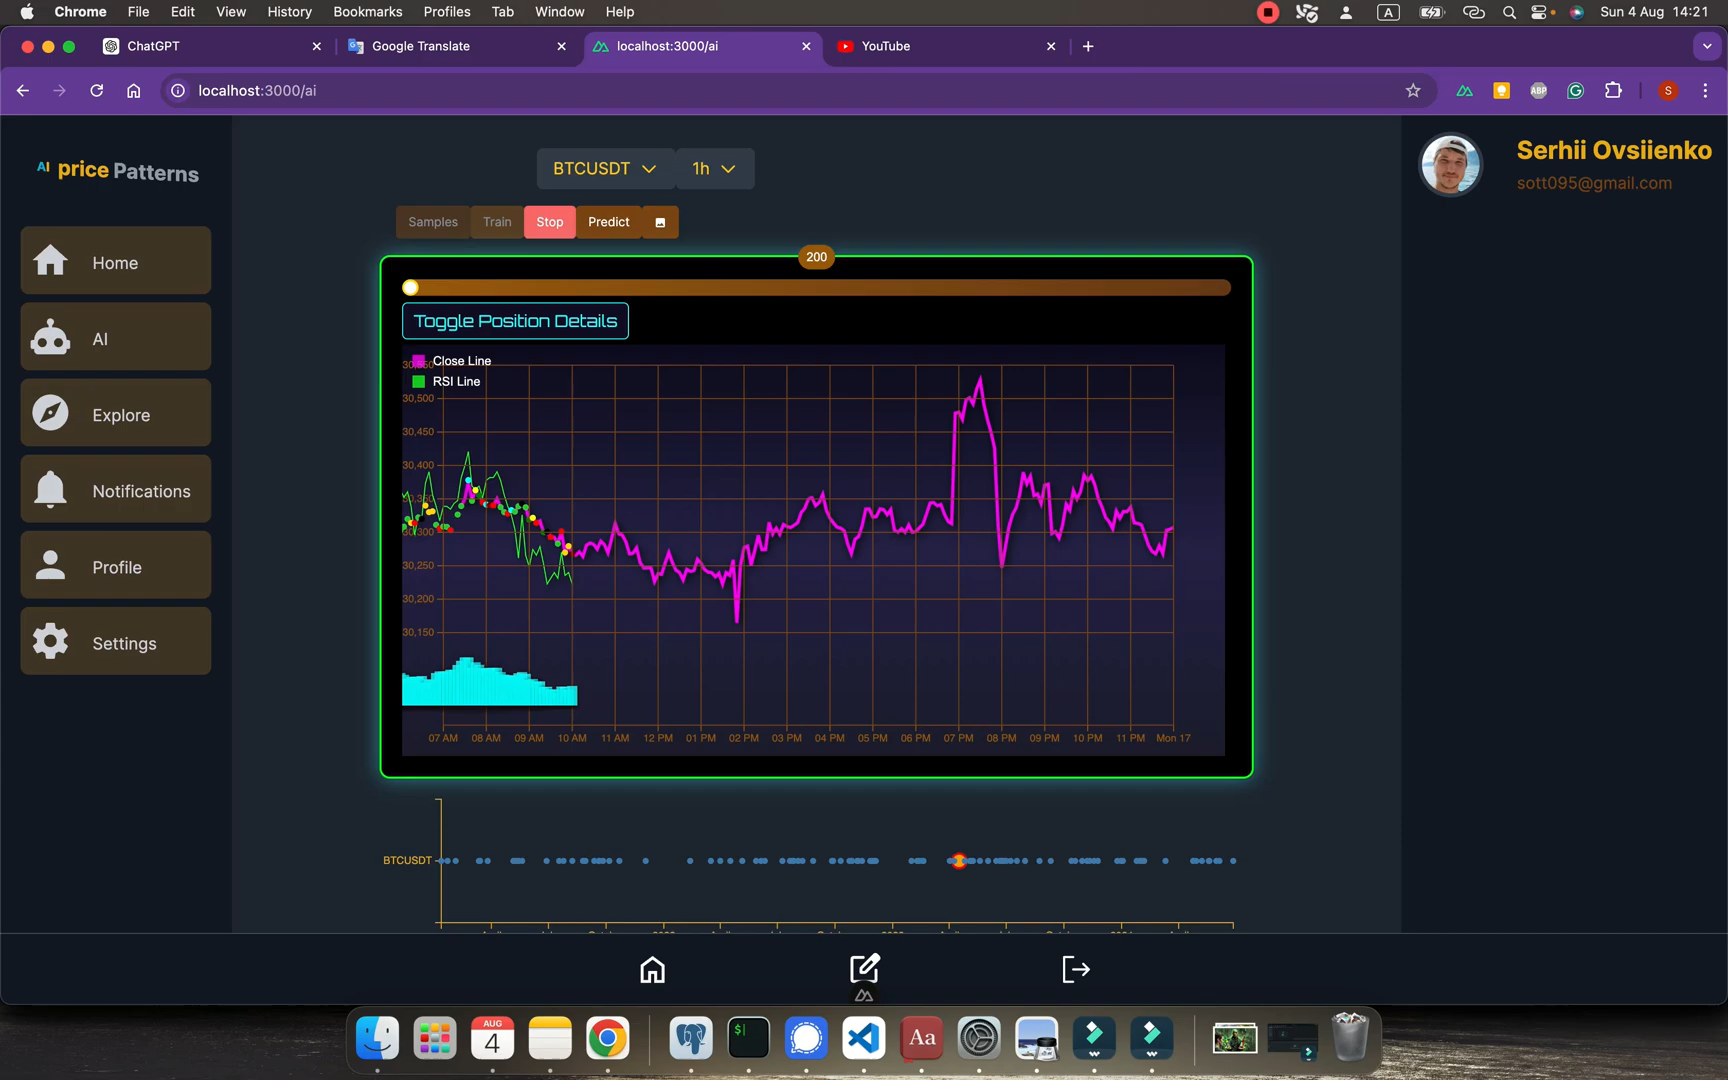 Chrome File Edit View History Bookmarks Profiles Tab Window Help A Sun 4 Aug 14:21
ChatGPT Google Translate localhost:3000/ai YouTube
localhost:3000/ai ABP G S
AI price Patterns
Home
AI
Explore
Notifications
Profile
Settings
BTCUSDT 1h
Serhii Ovsiienko
sott095@gmail.com
Samples Train Stop Predict
200
Toggle Position Details
Close Line
RSI Line
30,550
30,500
30,450
30,400
30,350
30,300
30,250
30,200
30,150
07 AM 08 AM 09 AM 10 AM 11 AM 12 PM 01 PM 02 PM 03 PM 04 PM 05 PM 06 PM 07 PM 08 PM 09 PM 10 PM 11 PM Mon 17
BTCUSDT
AUG
4
$
Aa